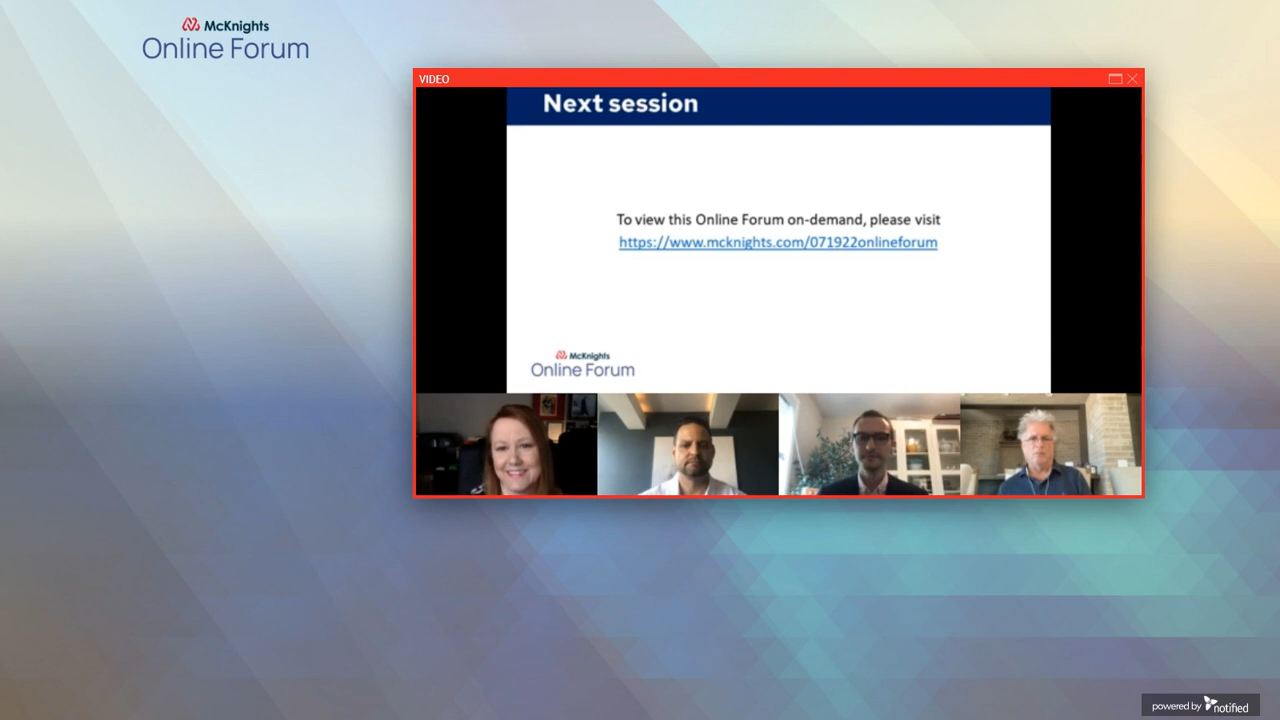 McKnights
Online Forum
VIDEO
Next session
To view this Online Forum on-demand, please visit
https://www.mcknights.com/071922onlineforum
McKnights
Online Forum
powered by notified